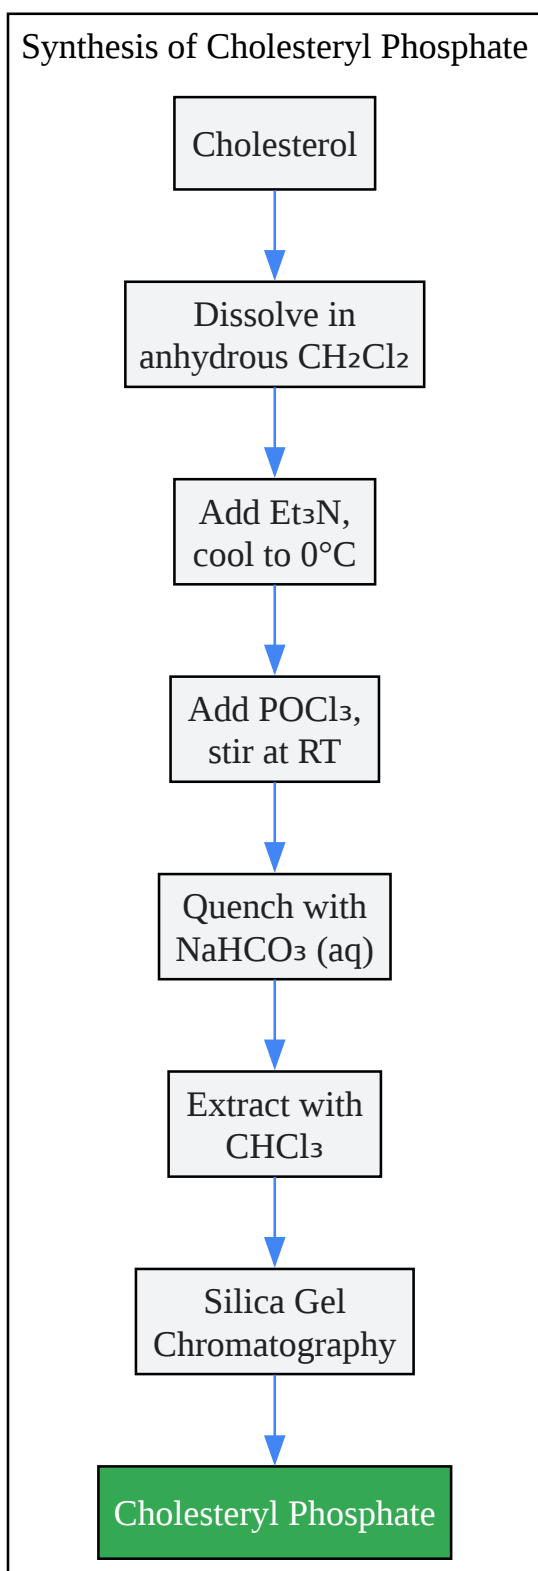 Synthesis of Cholesteryl Phosphate
Cholesterol
Dissolve in
anhydrous CH₂Cl₂
Add Et₃N,
cool to 0°C
Add POCl₃,
stir at RT
Quench with
NaHCO₃ (aq)
Extract with
CHCl₃
Silica Gel
Chromatography
Cholesteryl Phosphate